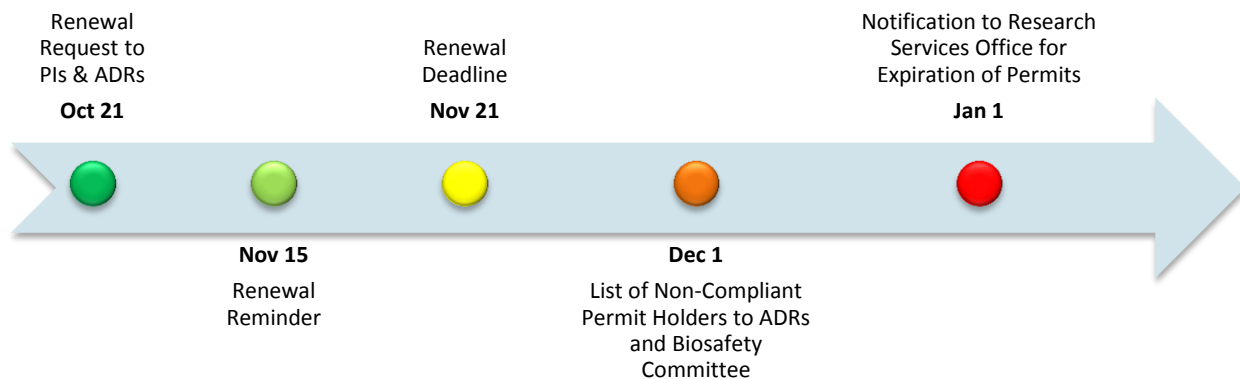 Renewal
Request to
PIs & ADRs
Oct 21
Nov 15
Renewal
Reminder
Renewal
Deadline
Nov 21
Dec 1
List of Non-Compliant
Permit Holders to ADRs
and Biosafety
Committee
Notification to Research
Services Office for
Expiration of Permits
Jan 1